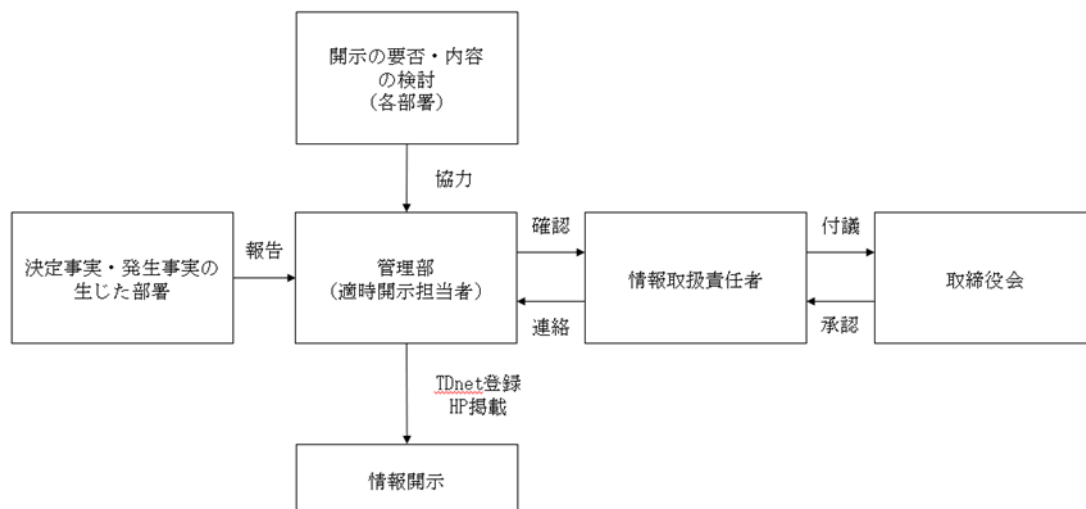 開示の要否・内容
の検討
（各部署）
協力
決定事実・発生事実の
生じた部署
報告
管理部
（適時開示担当者）
確認
連絡
情報取扱責任者
付議
承認
取締役会
TDnet登録
HP掲載
情報開示